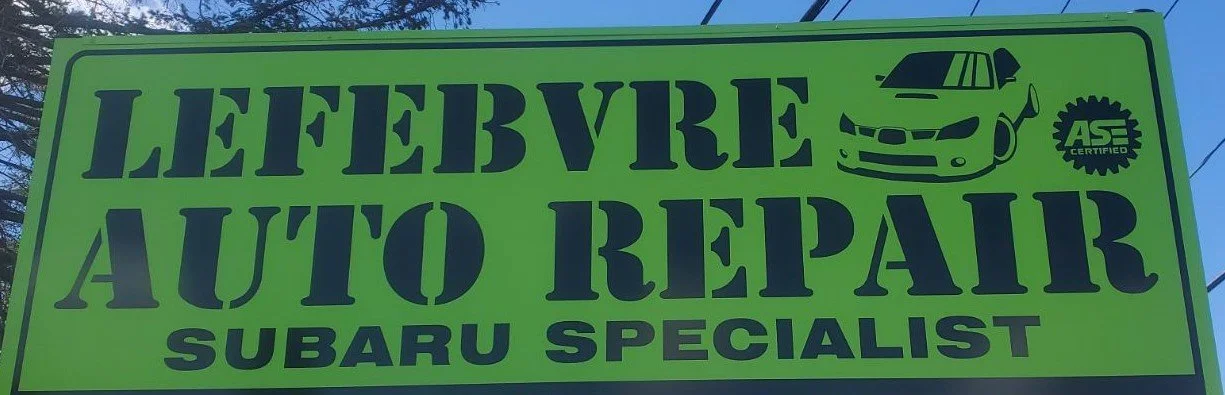 LEFEBVRE
ASE
CERTIFIED
AUTO REPAIR
SUBARU SPECIALIST